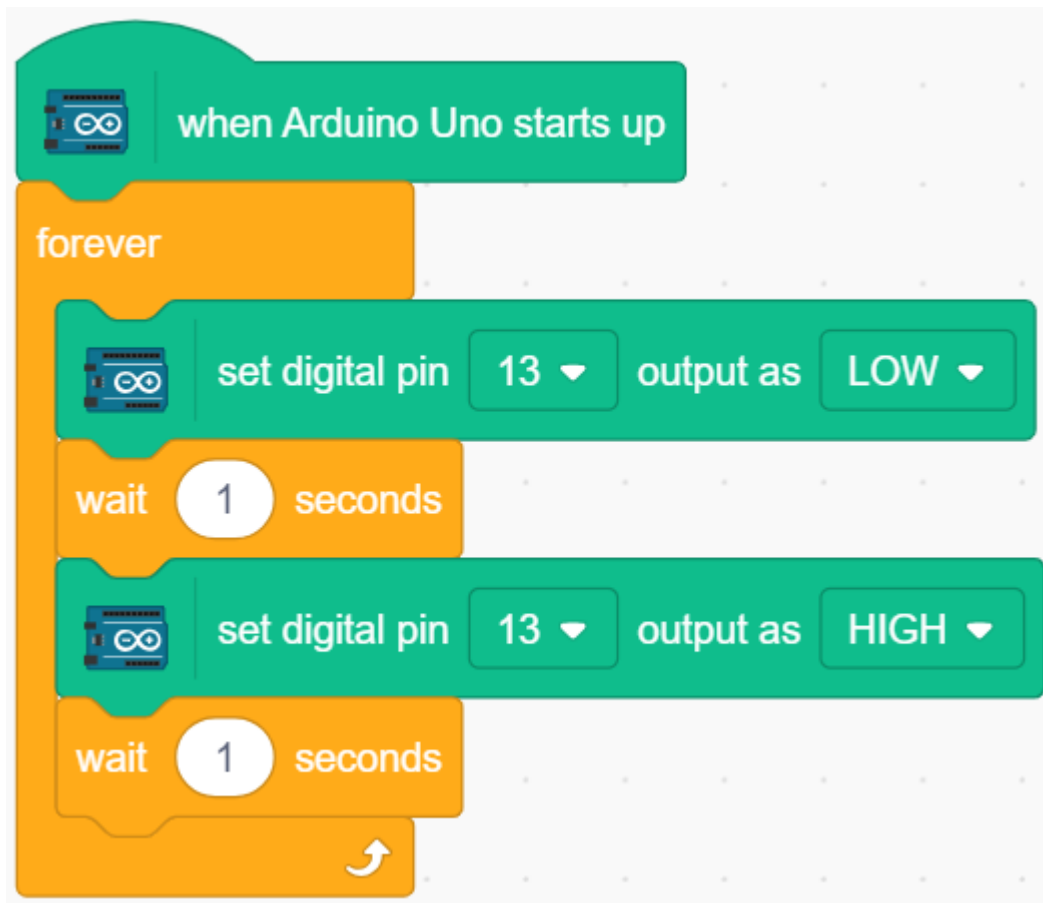 when Arduino Uno starts up
forever
set digital pin 13 output as LOW
wait 1 seconds
set digital pin 13 output as HIGH
wait 1 seconds